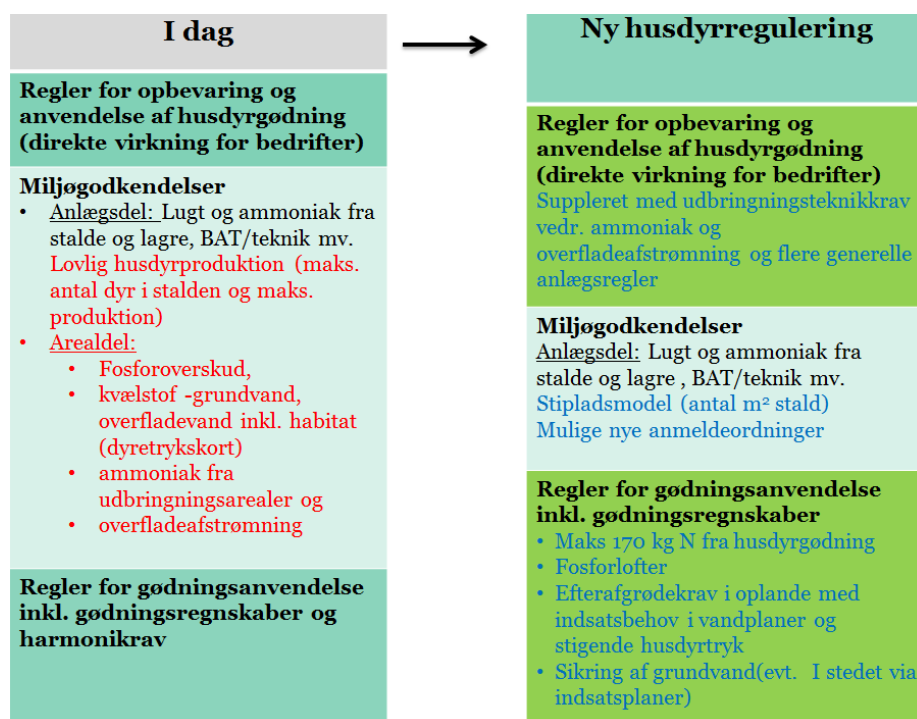 I dag
Regler for opbevaring og
anvendelse af husdyrgødning
(direkte virkning for bedrifter)
Miljøgodkendelser
• Anlægsdel: Lugt og ammoniak fra
stalde og lagre, BAT/teknik mv.
Lovlig husdyrproduktion (maks.
antal dyr i stalden og maks.
produktion)
• Arealdel:
• Fosforoverskud,
• kvælstof -grundvand,
overfladevand inkl. habitat
(dyretrykskort)
• ammoniak fra
udbringningsarealer og
• overfladeafstrømning
Regler for gødningsanvendelse
inkl. gødningsregnskaber og
harmonikrav
Ny husdyrregulering
Regler for opbevaring og
anvendelse af husdyrgødning
(direkte virkning for bedrifter)
Suppleret med udbringningsteknikkrav
vedr. ammoniak og
overfladeafstrømning og flere generelle
anlægsregler
Miljøgodkendelser
Anlægsdel: Lugt og ammoniak fra
stalde og lagre , BAT/teknik mv.
Stipladsmodel (antal m² stald)
Mulige nye anmeldeordninger
Regler for gødningsanvendelse
inkl. gødningsregnskaber
• Maks 170 kg N fra husdyrgødning
• Fosforlofter
• Efterafgrødekrav i oplande med
indsatsbehov i vandplaner og
stigende husdyrtryk
• Sikring af grundvand(evt. I stedet via
indsatsplaner)